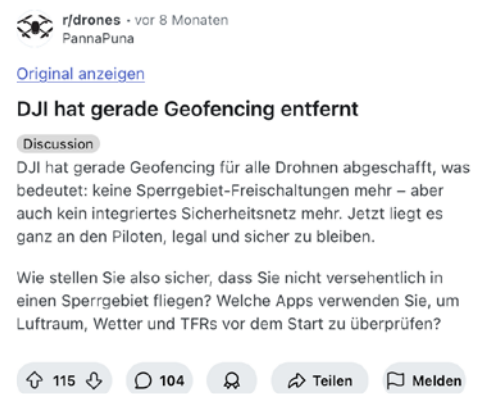 r/drones • vor 8 Monaten
PannaPuna
Original anzeigen
DJI hat gerade Geofencing entfernt
Discussion
DJI hat gerade Geofencing für alle Drohnen abgeschafft, was
bedeutet: keine Sperrgebiet-Freischaltungen mehr – aber
auch kein integriertes Sicherheitsnetz mehr. Jetzt liegt es
ganz an den Piloten, legal und sicher zu bleiben.
Wie stellen Sie also sicher, dass Sie nicht versehentlich in
einen Sperrgebiet fliegen? Welche Apps verwenden Sie, um
Luftraum, Wetter und TFRs vor dem Start zu überprüfen?
115 104 Teilen Melden